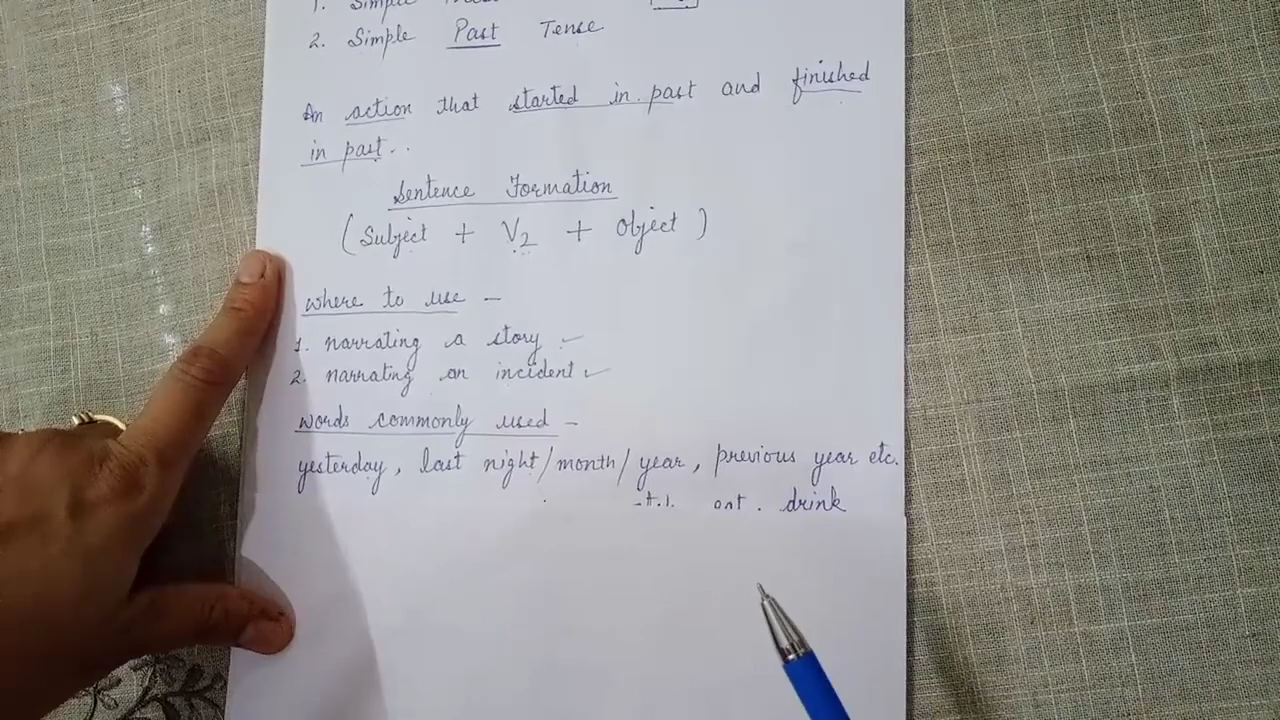 1. Simple
2. Simple Past Tense
An action that started in past and finished
in past..
Sentence Formation
(Subject + V2 + Object)
where to use -
1. narrating a story ✓
2. narrating an incident ✓
words commonly used -
yesterday, last night/month/year, previous year etc.
drink